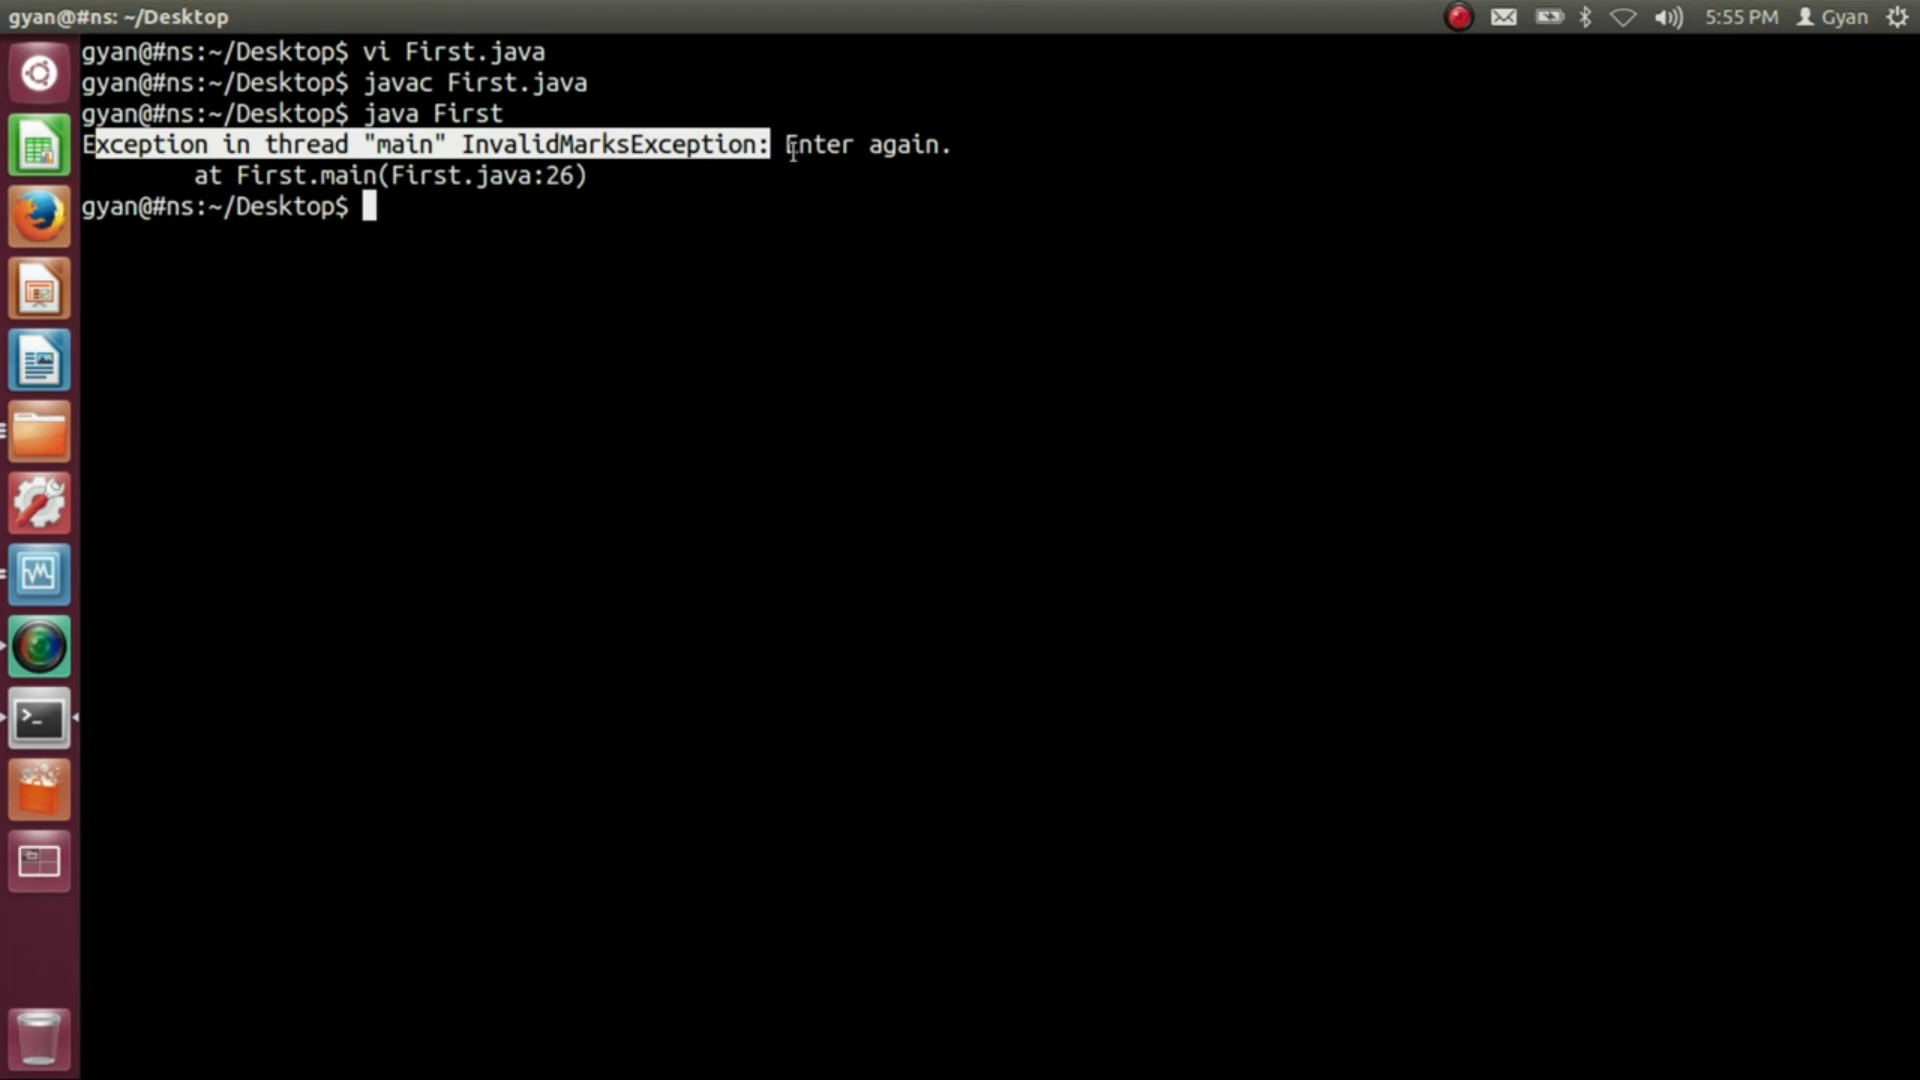 gyan@#ns: ~/Desktop
5:55 PM
Gyan
gyan@#ns:~/Desktop$ vi First.java
gyan@#ns:~/Desktop$ javac First.java
gyan@#ns:~/Desktop$ java First
Exception in thread "main" InvalidMarksException: Enter again.
at First.main(First.java:26)
gyan@#ns:~/Desktop$